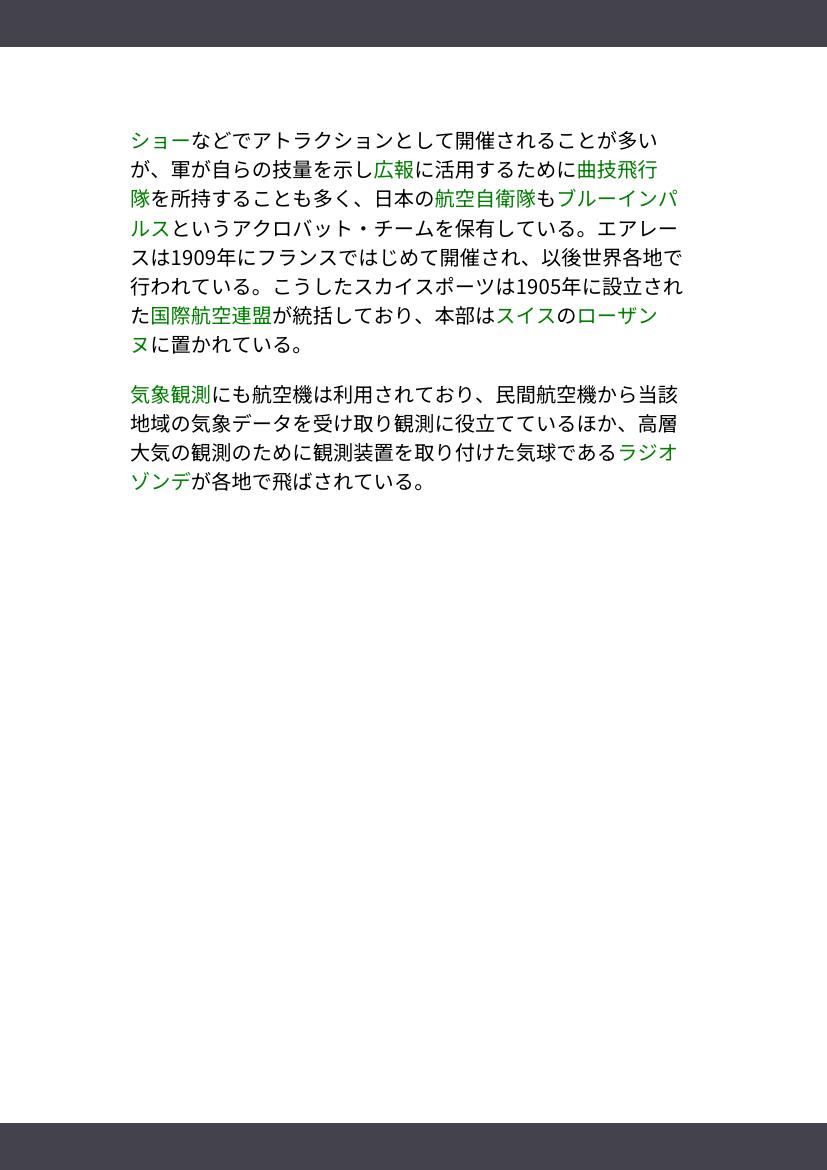 ショーなどでアトラクションとして開催されることが多い
が、軍が自らの技量を示し広報に活用するために曲技飛行
隊を所持することも多く、日本の航空自衛隊もブルーインパ
ルスというアクロバット・チームを保有している。エアレー
スは1909年にフランスではじめて開催され、以後世界各地で
行われている。こうしたスカイスポーツは1905年に設立され
た国際航空連盟が統括しており、本部はスイスのローザン
ヌに置かれている。
気象観測にも航空機は利用されており、民間航空機から当該
地域の気象データを受け取り観測に役立てているほか、高層
大気の観測のために観測装置を取り付けた気球であるラジオ
ゾンデが各地で飛ばされている。